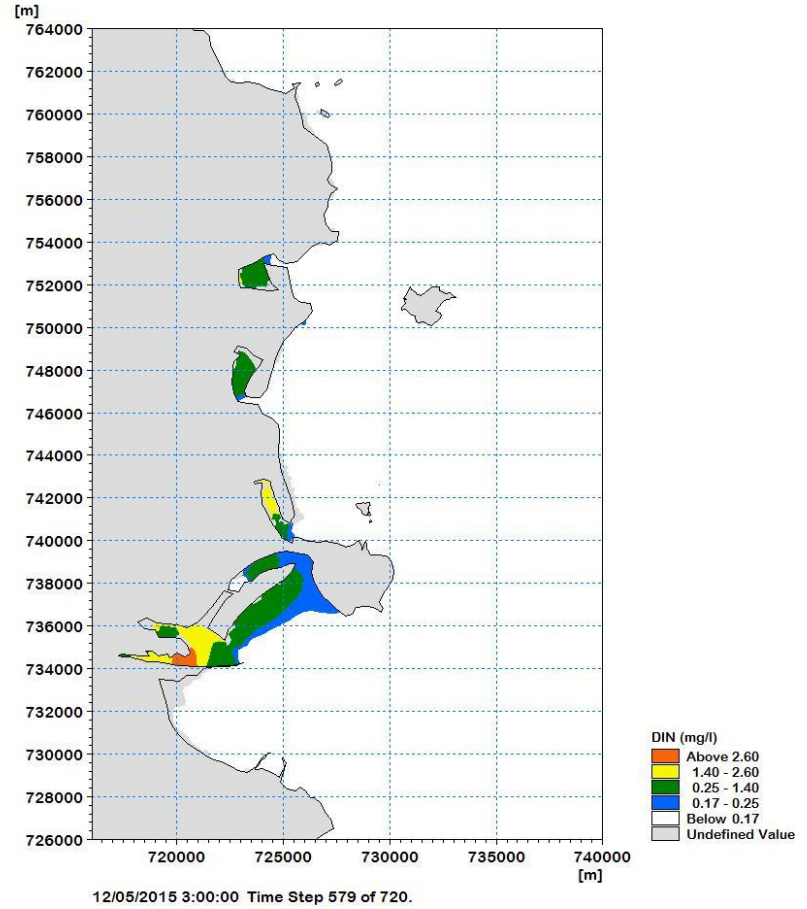 [m]
764000
762000
760000
758000
756000
754000
752000
750000
748000
746000
744000
742000
740000
738000
736000
734000
732000
730000
728000
726000
720000 725000 730000 735000 740000
[m]
DIN (mg/l)
Above 2.60
1.40 - 2.60
0.25 - 1.40
0.17 - 0.25
Below 0.17
Undefined Value
12/05/2015 3:00:00 Time Step 579 of 720.